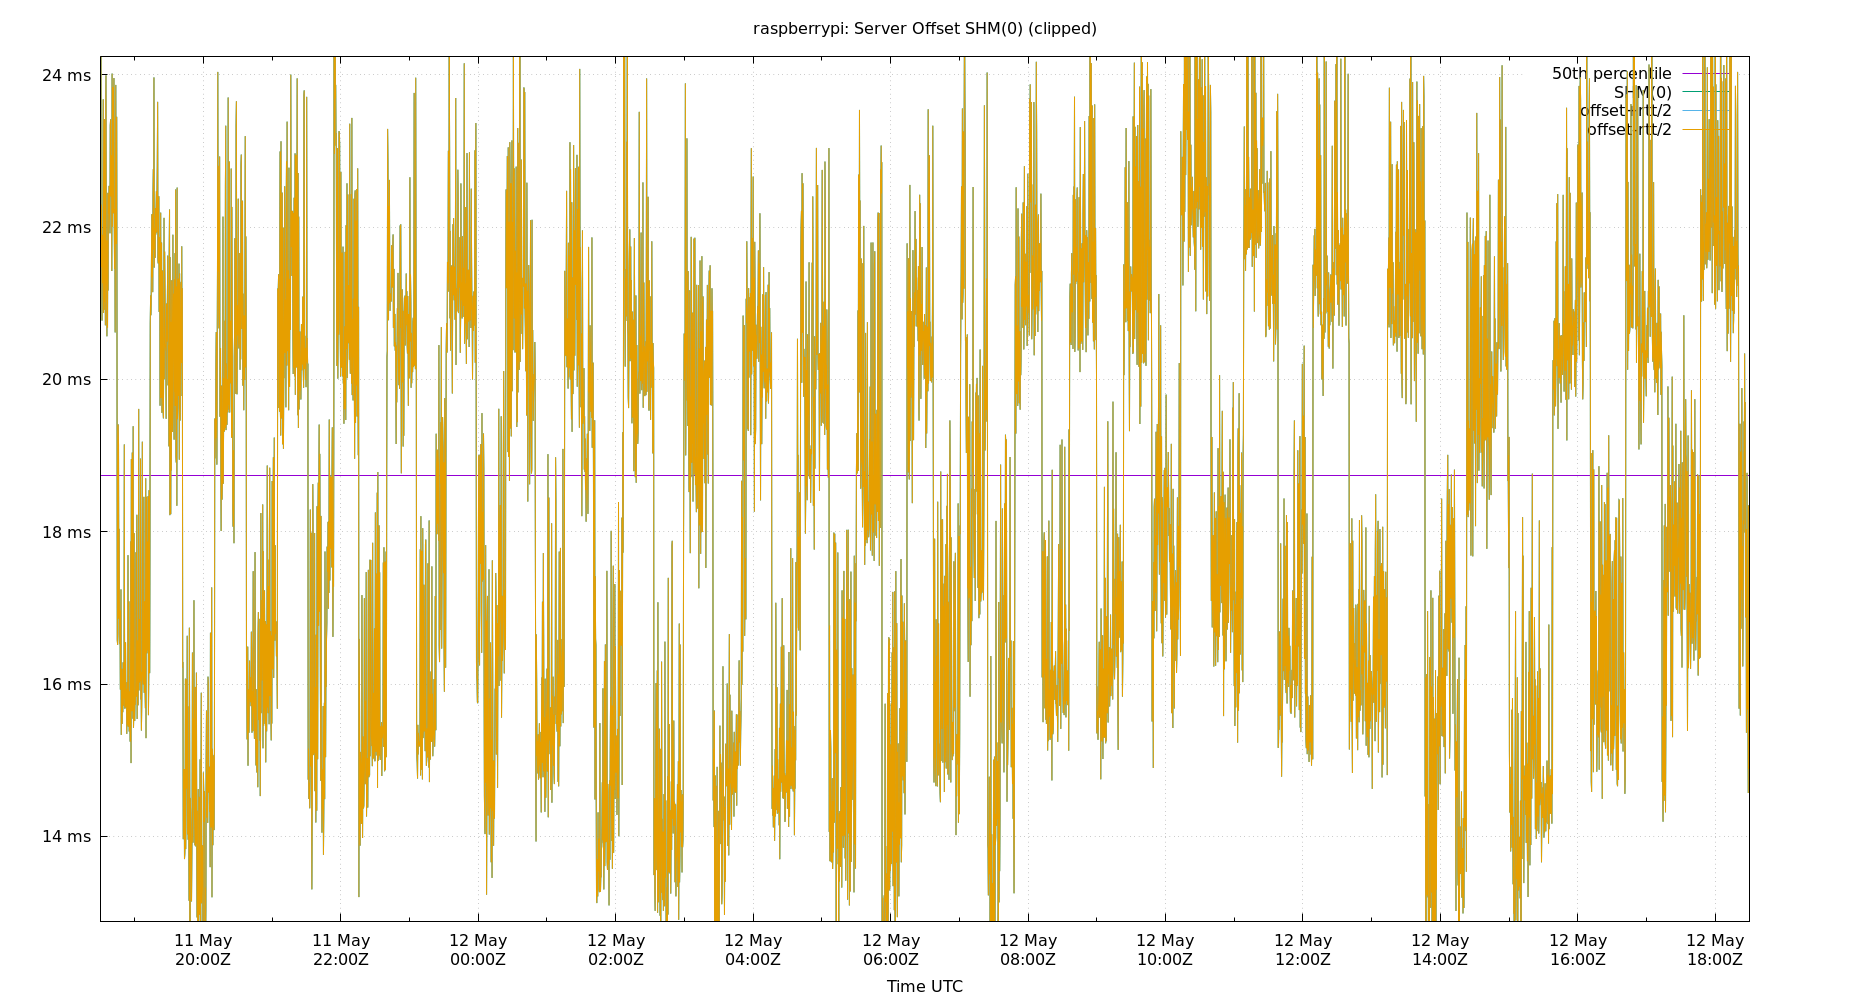 raspberrypi: Server Offset SHM(0) (clipped)
24 ms
22 ms
20 ms
18 ms
16 ms
14 ms
50th percentile
SHM(0)
offset+rtt/2
offset-rtt/2
11 May 20:00Z
11 May 22:00Z
12 May 00:00Z
12 May 02:00Z
12 May 04:00Z
12 May 06:00Z
12 May 08:00Z
12 May 10:00Z
12 May 12:00Z
12 May 14:00Z
12 May 16:00Z
12 May 18:00Z
Time UTC